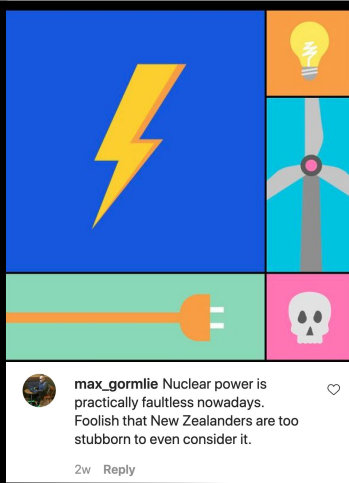 max_gormlie Nuclear power is
practically faultless nowadays.
Foolish that New Zealanders are too
stubborn to even consider it.
2w Reply